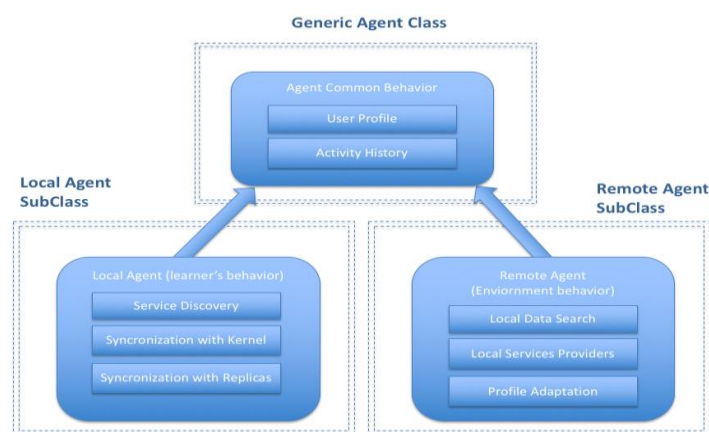 Generic Agent Class
Agent Common Behavior
User Profile
Activity History
Local Agent
SubClass
Remote Agent
SubClass
Local Agent (learner's behavior)
Service Discovery
Syncronization with Kernel
Syncronization with Replicas
Remote Agent
(Enviornment behavior)
Local Data Search
Local Services Providers
Profile Adaptation